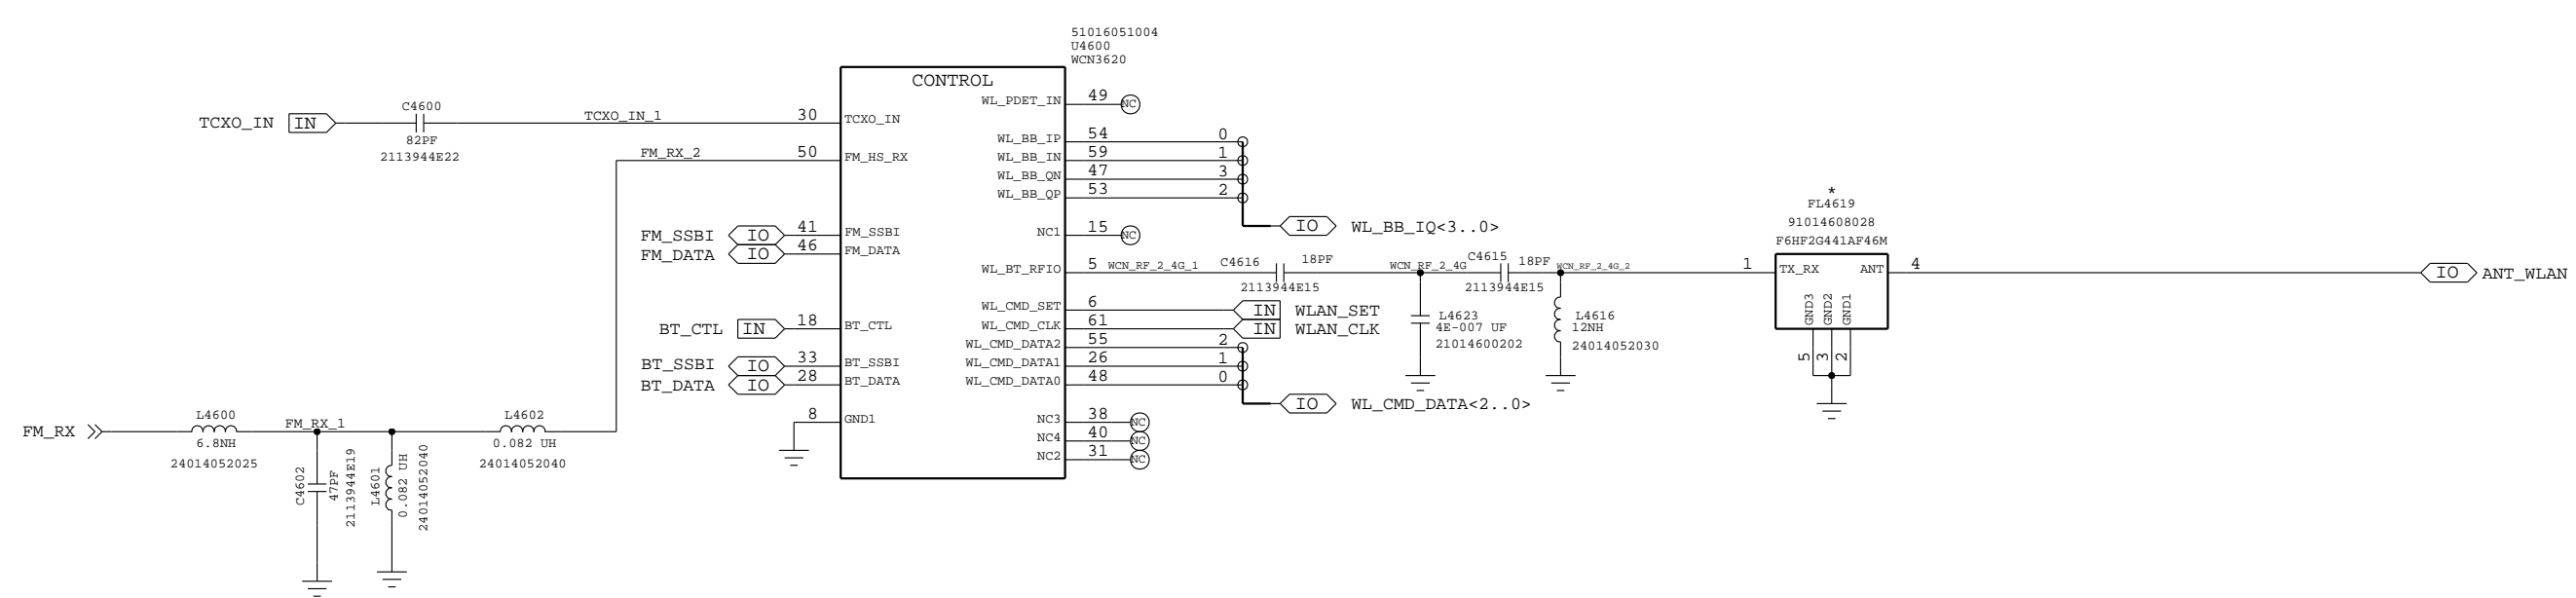 51016051004
U4600
WCN3620
CONTROL
WL_PDET_IN 49 NC
C4600
TCXO_IN IN TCXO_IN_1 30 TCXO_IN
82PF
2113944E22
WL_BB_IP 54 0
FM_RX_2 50 FM_HS_RX
WL_BB_IN 59 1
WL_BB_QN 47 3
WL_BB_QP 53 2
*
FL4619
91014608028
F6HF2G441AF46M
IO WL_BB_IQ<3..0>
FM_SSBI IO 41 FM_SSBI
NC1 15 NC
FM_DATA IO 46 FM_DATA
WL_BT_RFIO 5 WCN_RF_2_4G_1 C4616 18PF WCN_RF_2_4G C4615 18PF WCN_RF_2_4G_2 1 TX_RX ANT 4 IO ANT_WLAN
2113944E15 2113944E15
GND3 GND2 GND1
5 3 2
WL_CMD_SET 6 IN WLAN_SET
BT_CTL IN 18 BT_CTL
WL_CMD_CLK 61 IN WLAN_CLK
L4623
4E-007 UF
21014600202
L4616
12NH
24014052030
WL_CMD_DATA2 55 2
BT_SSBI IO 33 BT_SSBI
WL_CMD_DATA1 26 1
BT_DATA IO 28 BT_DATA
WL_CMD_DATA0 48 0
IO WL_CMD_DATA<2..0>
8 GND1
NC3 38 NC
NC4 40 NC
NC2 31 NC
L4600 FM_RX_1 L4602
FM_RX
6.8NH 0.082 UH
24014052025 24014052040
C4602
47PF
2113944E19
L4601
0.082 UH
24014052040